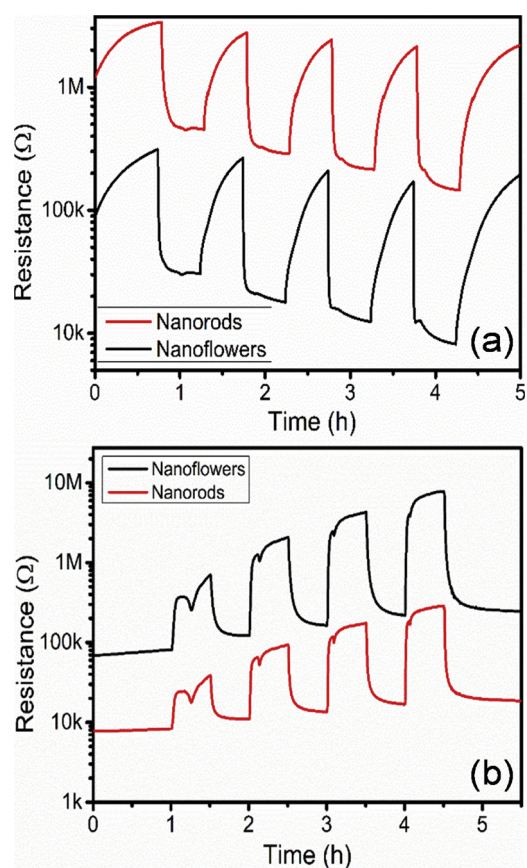 1M
100k
10k
Resistance (Ω)
Nanorods
Nanoflowers
(a)
0 1 2 3 4 5
Time (h)
10M
1M
100k
10k
1k
Resistance (Ω)
Nanoflowers
Nanorods
(b)
0 1 2 3 4 5
Time (h)